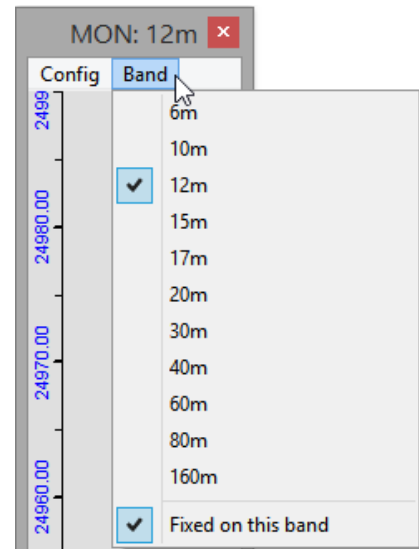 MON: 12m
Config Band
2499
6m
10m
12m
24980.00
15m
17m
20m
30m
24970.00
40m
60m
80m
160m
24960.00
Fixed on this band